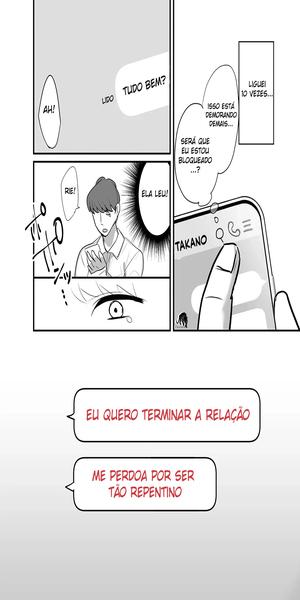 LIGUEI
10 VEZES...
ISSO ESTÁ
DEMORANDO
DEMAIS...
SERÁ QUE
EU ESTOU
BLOQUEADO
...?
TAKANO
TUDO BEM?
LIDO
AH!
ELA LEU!
RIE!
EU QUERO TERMINAR A RELAÇÃO
ME PERDOA POR SER
TÃO REPENTINO